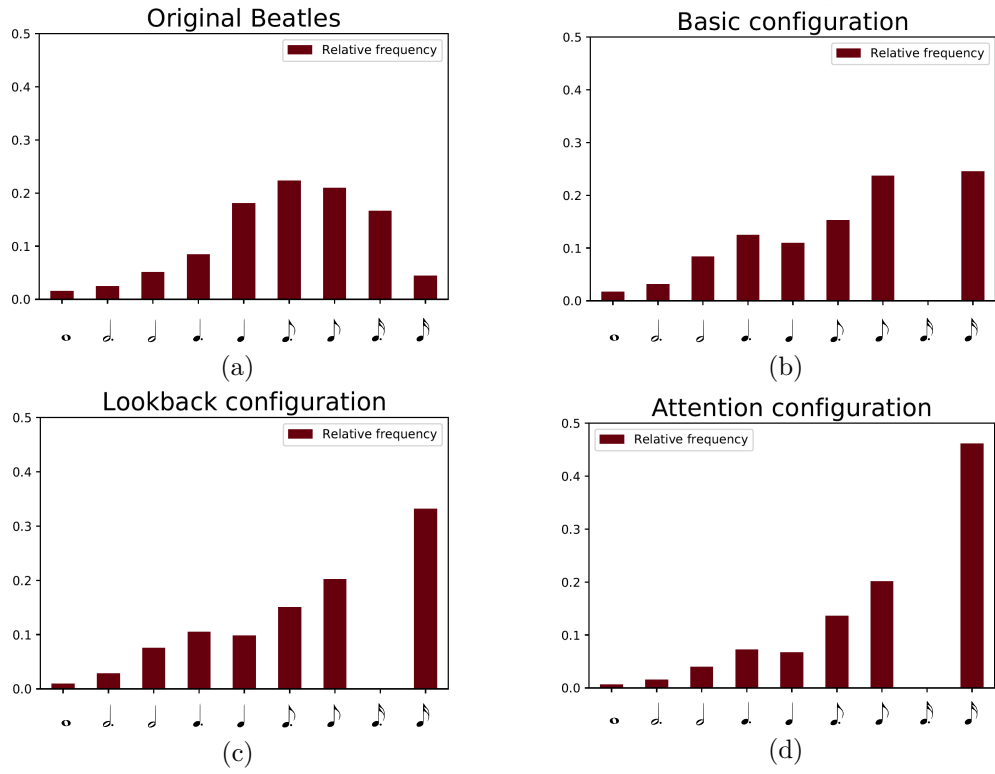 Original Beatles
Relative frequency
0.5
0.4
0.3
0.2
0.1
0.0
(a)
Basic configuration
Relative frequency
0.5
0.4
0.3
0.2
0.1
0.0
(b)
Lookback configuration
Relative frequency
0.5
0.4
0.3
0.2
0.1
0.0
(c)
Attention configuration
Relative frequency
0.5
0.4
0.3
0.2
0.1
0.0
(d)